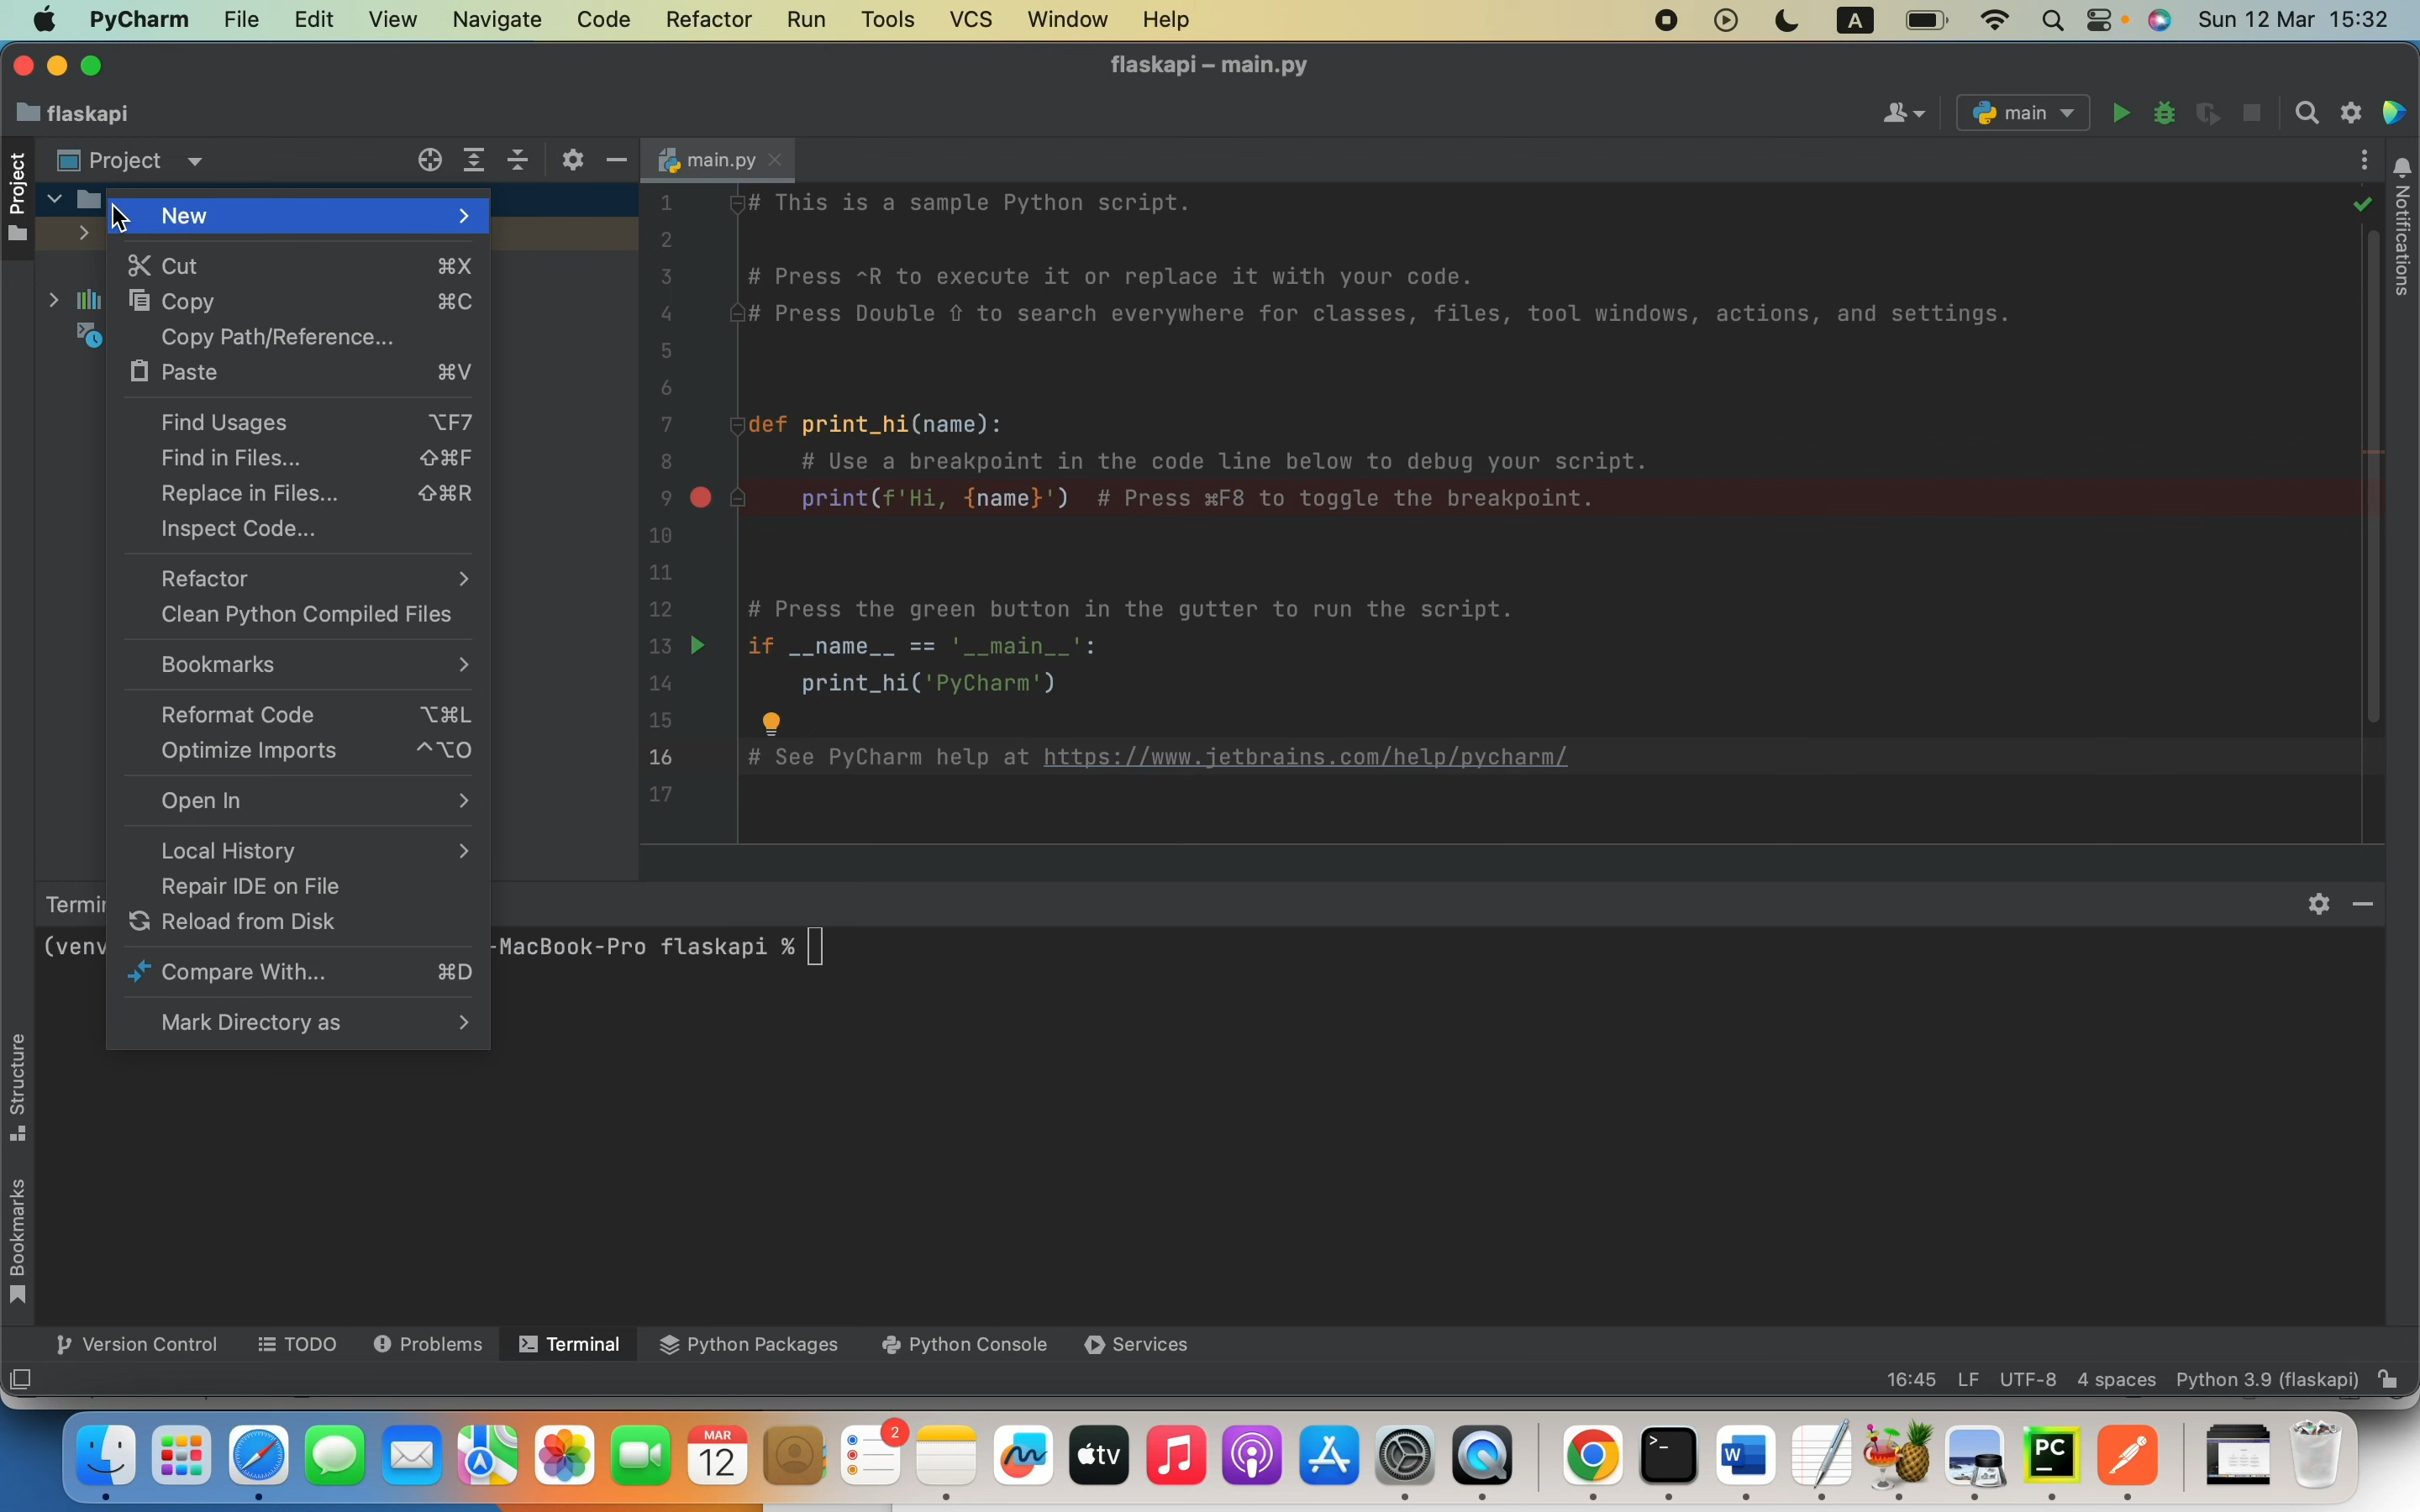 PyCharm File Edit View Navigate Code Refactor Run Tools VCS Window Help A Sun 12 Mar 15:32
flaskapi – main.py
flaskapi main
Project main.py
Project
Notifications
New
Cut ⌘X
Copy ⌘C
Copy Path/Reference...
Paste ⌘V
Find Usages ⌥F7
Find in Files... ⇧⌘F
Replace in Files... ⇧⌘R
Inspect Code...
Refactor
Clean Python Compiled Files
Bookmarks
Reformat Code ⌥⌘L
Optimize Imports ^⌥O
Open In
Local History
Repair IDE on File
Reload from Disk
Compare With... ⌘D
Mark Directory as
1 # This is a sample Python script.
2
3 # Press ^R to execute it or replace it with your code.
4 # Press Double ⇧ to search everywhere for classes, files, tool windows, actions, and settings.
5
6
7 def print_hi(name):
8 # Use a breakpoint in the code line below to debug your script.
9 print(f'Hi, {name}') # Press ⌘F8 to toggle the breakpoint.
10
11
12 # Press the green button in the gutter to run the script.
13 if __name__ == '__main__':
14 print_hi('PyCharm')
15
16 # See PyCharm help at https://www.jetbrains.com/help/pycharm/
17
-MacBook-Pro flaskapi %
Structure
Bookmarks
Version Control TODO Problems Terminal Python Packages Python Console Services
16:45 LF UTF-8 4 spaces Python 3.9 (flaskapi)
MAR
12
2
tv
W
PC